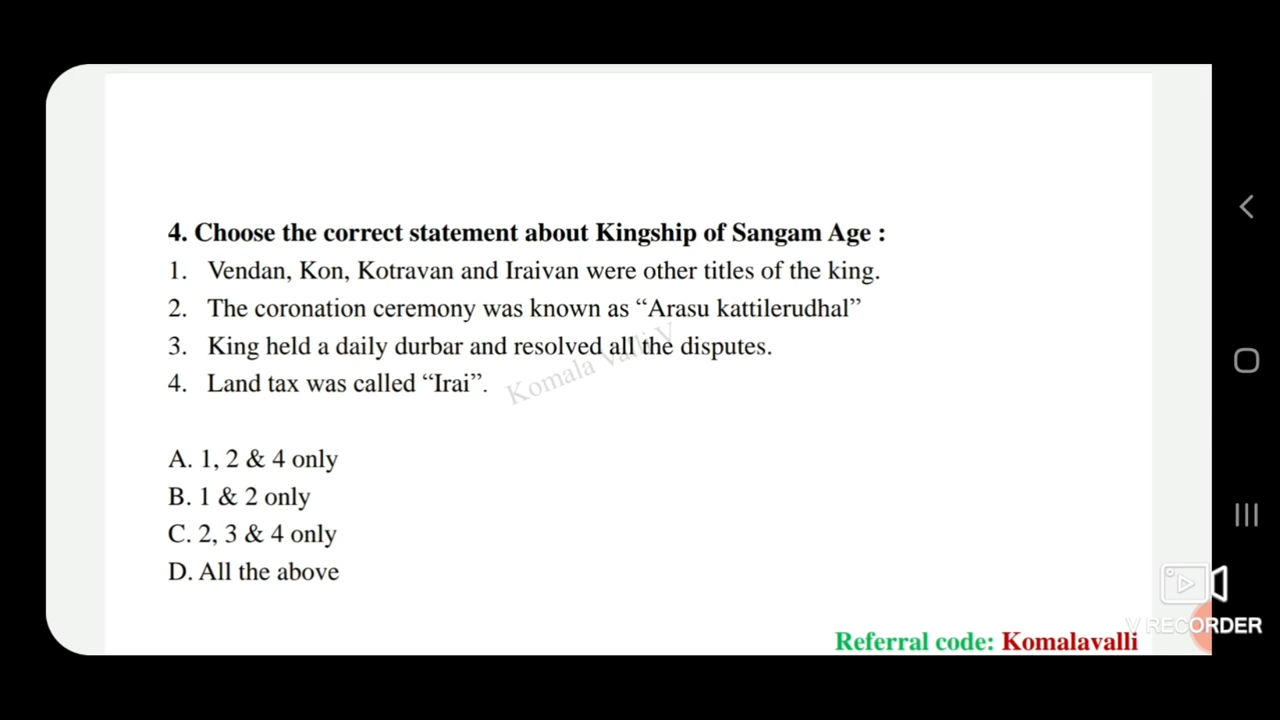 4. Choose the correct statement about Kingship of Sangam Age :
1. Vendan, Kon, Kotravan and Iraivan were other titles of the king.
2. The coronation ceremony was known as “Arasu kattilerudhal”
3. King held a daily durbar and resolved all the disputes.
4. Land tax was called “Irai”.
Komala Valli V
A. 1, 2 & 4 only
B. 1 & 2 only
C. 2, 3 & 4 only
D. All the above
V RECORDER
Referral code: Komalavalli